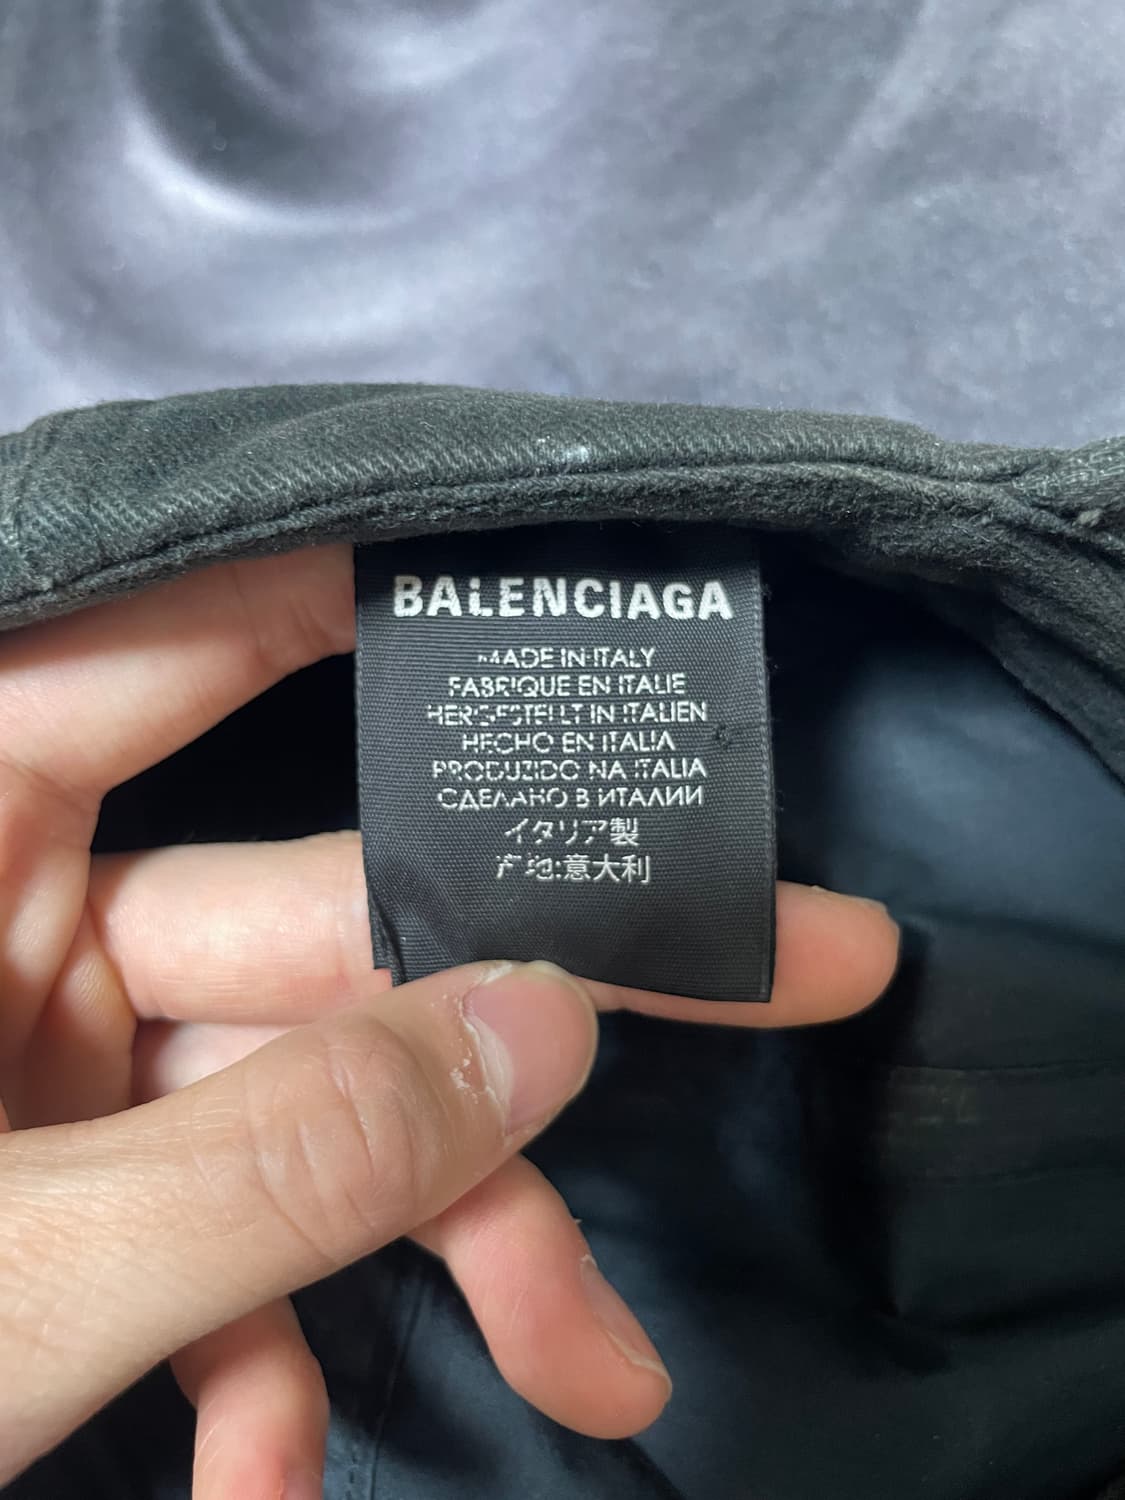 BALENCIAGA
MADE IN ITALY
FABRIQUE EN ITALIE
HERGESTELLT IN ITALIEN
HECHO EN ITALIA
PRODUZIDO NA ITALIA
СДЕЛАНО В ИТАЛИИ
イタリア製
产地:意大利